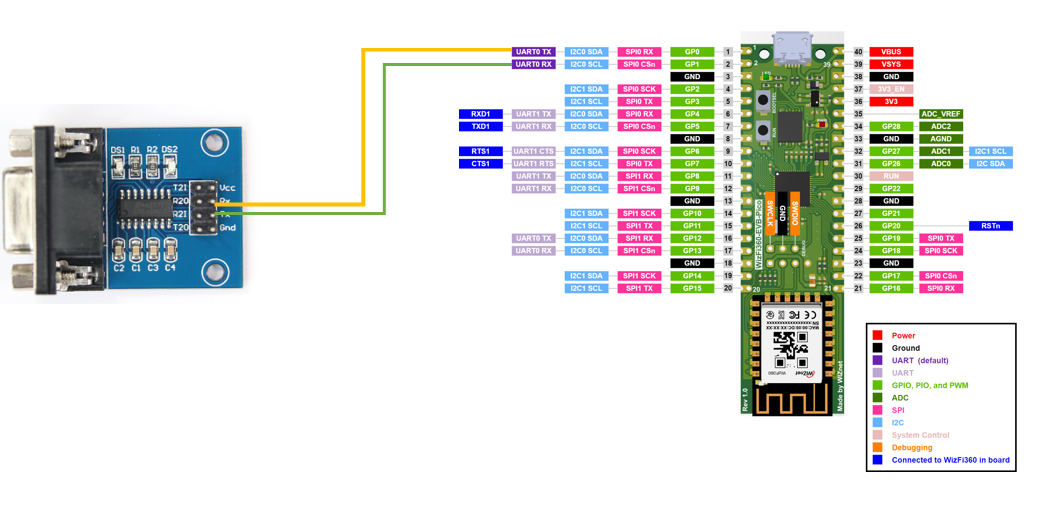 UART0 TX I2C0 SDA SPI0 RX GP0 1 40 VBUS
UART0 RX I2C0 SCL SPI0 CSn GP1 2 39 VSYS
GND 3 38 GND
I2C1 SDA SPI0 SCK GP2 4 37 3V3_EN
I2C1 SCL SPI0 TX GP3 5 36 3V3
RXD1 UART1 TX I2C0 SDA SPI0 RX GP4 6 35 ADC_VREF
TXD1 UART1 RX I2C0 SCL SPI0 CSn GP5 7 34 GP28 ADC2
GND 8 33 GND AGND
RTS1 UART1 CTS I2C1 SDA SPI0 SCK GP6 9 32 GP27 ADC1 I2C1 SCL
CTS1 UART1 RTS I2C1 SCL SPI0 TX GP7 10 31 GP26 ADC0 I2C SDA
UART1 TX I2C0 SDA SPI1 RX GP8 11 30 RUN
UART1 RX I2C0 SCL SPI1 CSn GP9 12 29 GP22
GND 13 28 GND
I2C1 SDA SPI1 SCK GP10 14 27 GP21
I2C1 SCL SPI1 TX GP11 15 26 GP20 RSTn
UART0 TX I2C0 SDA SPI1 RX GP12 16 25 GP19 SPI0 TX
UART0 RX I2C0 SCL SPI1 CSn GP13 17 24 GP18 SPI0 SCK
GND 18 23 GND
I2C1 SDA SPI1 SCK GP14 19 22 GP17 SPI0 CSn
I2C1 SCL SPI1 TX GP15 20 21 GP16 SPI0 RX
DS1 R1 R2 DS2
T2I Vcc
R2O Rx
R2I
T2O Gnd
C2 C1 C3 C4
1
2
39
BOOTSEL
RUN
SWCLK
GND
SWDIO
DEBUG
WizFi360-EVB-Pico
20
21
WIZnet
WizFi360
Rev 1.0
Made by WIZnet
Power
Ground
UART (default)
UART
GPIO, PIO, and PWM
ADC
SPI
I2C
System Control
Debugging
Connected to WizFi360 in board